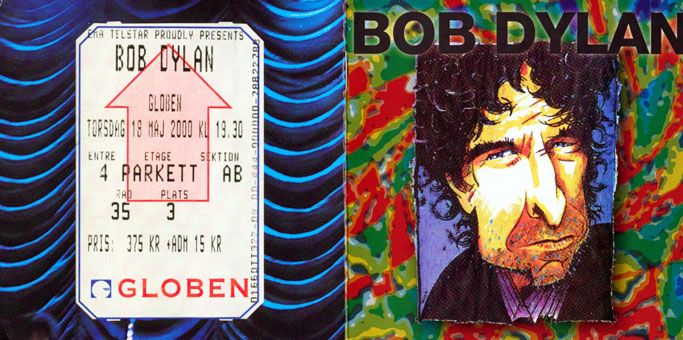 EMA TELSTAR PROUDLY PRESENTS
BOB DYLAN
GLOBEN
TORSDAG 18 MAJ 2000 KL 19.30
ENTRE ETAGE SEKTION
4 PARKETT AB
RAD PLATS
35 3
PRIS: 375 KR +ADM 15 KR
GLOBEN
BOB DYLAN